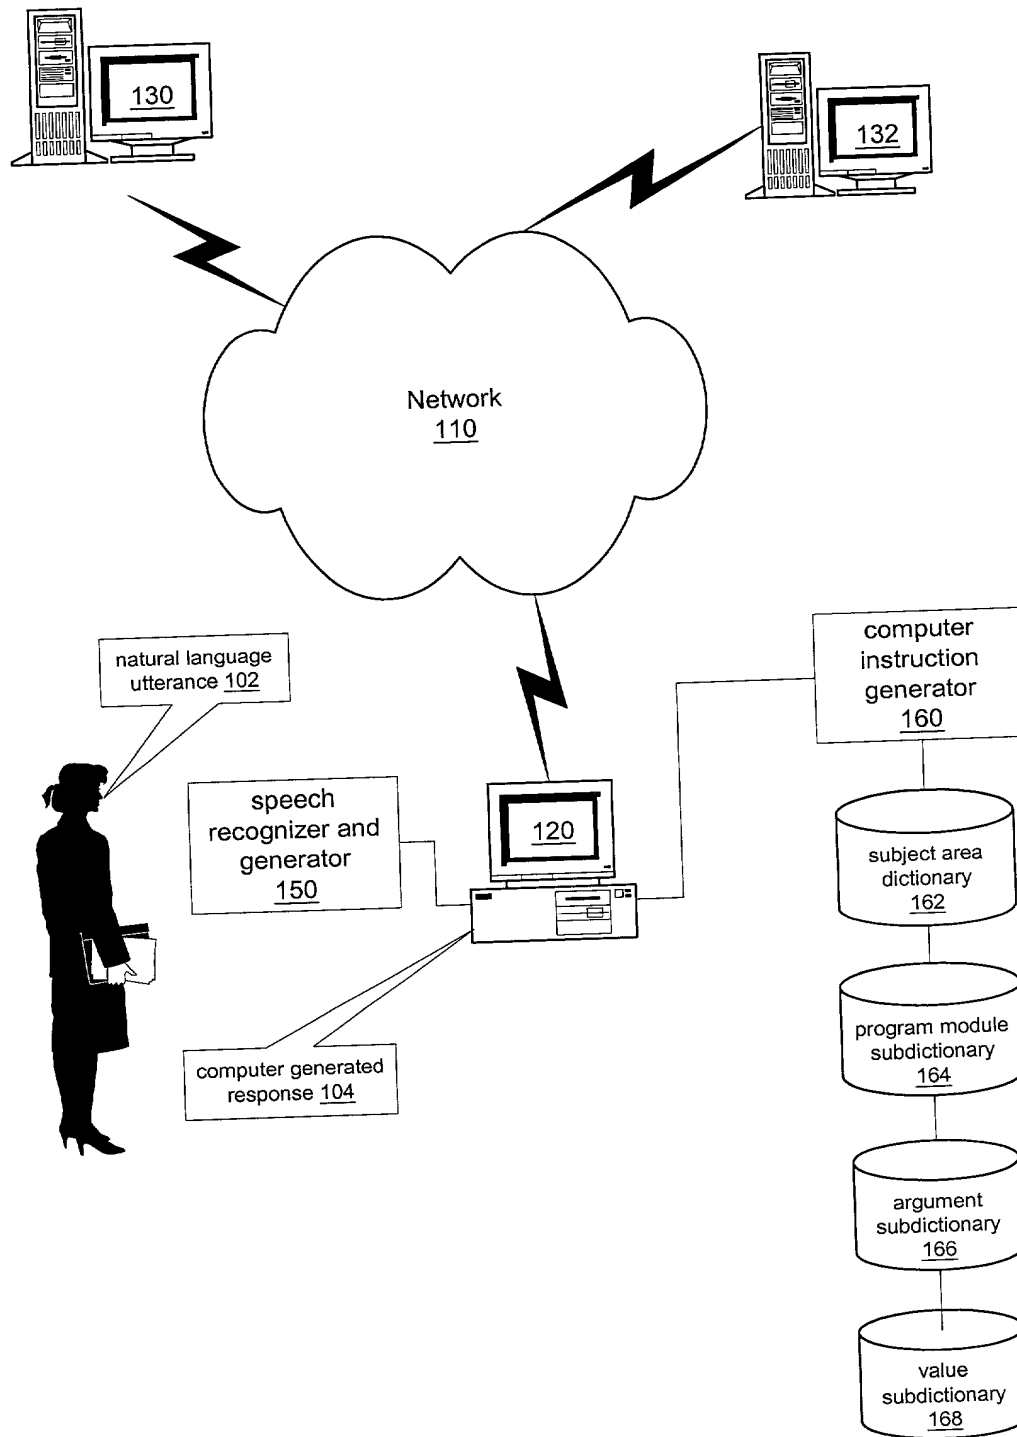 130
132
Network
110
natural language
utterance 102
computer
instruction
generator
160
speech
recognizer and
generator
150
120
subject area
dictionary
162
program module
subdictionary
164
computer generated
response 104
argument
subdictionary
166
value
subdictionary
168